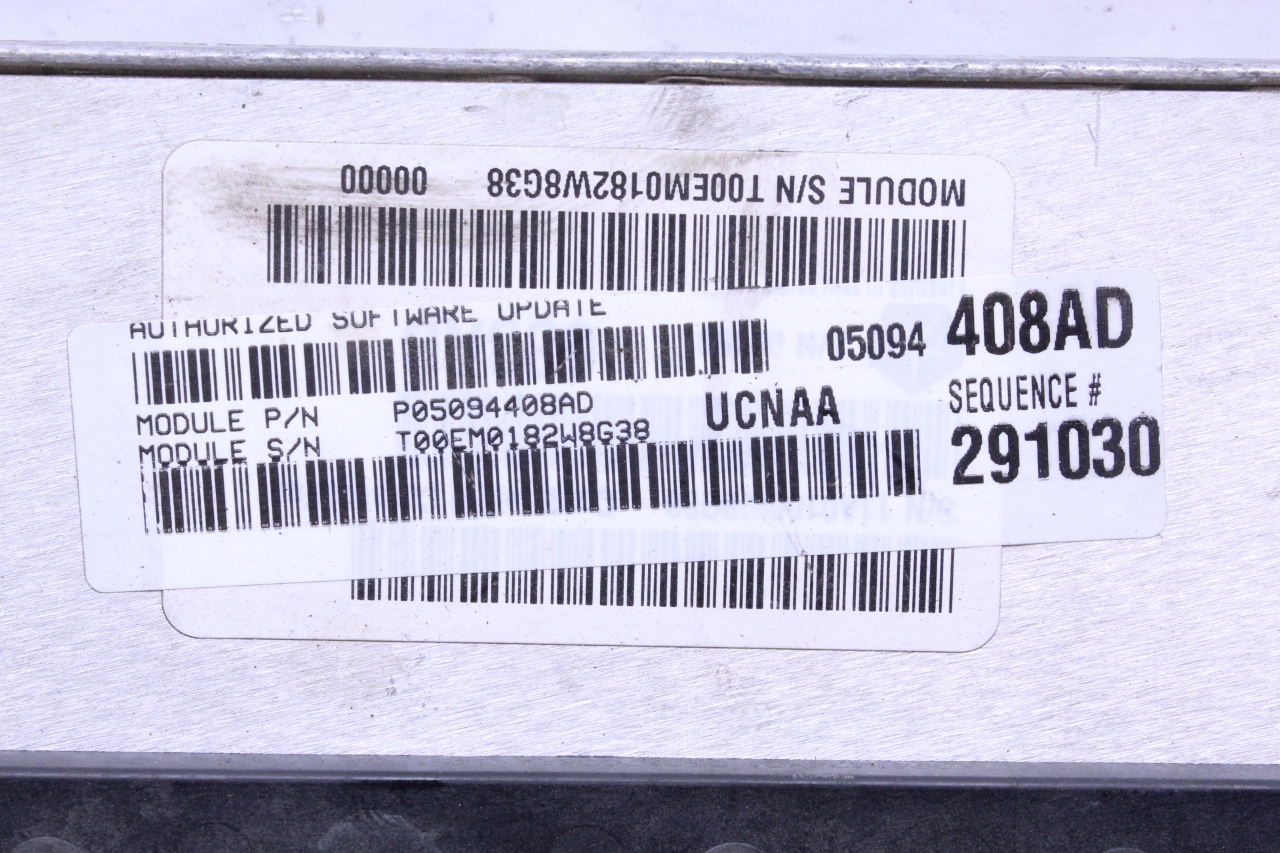 MODULE S/N T00EM0182W8G38 00000
AUTHORIZED SOFTWARE UPDATE
05094 408AD
MODULE P/N P05094408AD
UCNAA
SEQUENCE #
MODULE S/N T00EM0182W8G38
291030